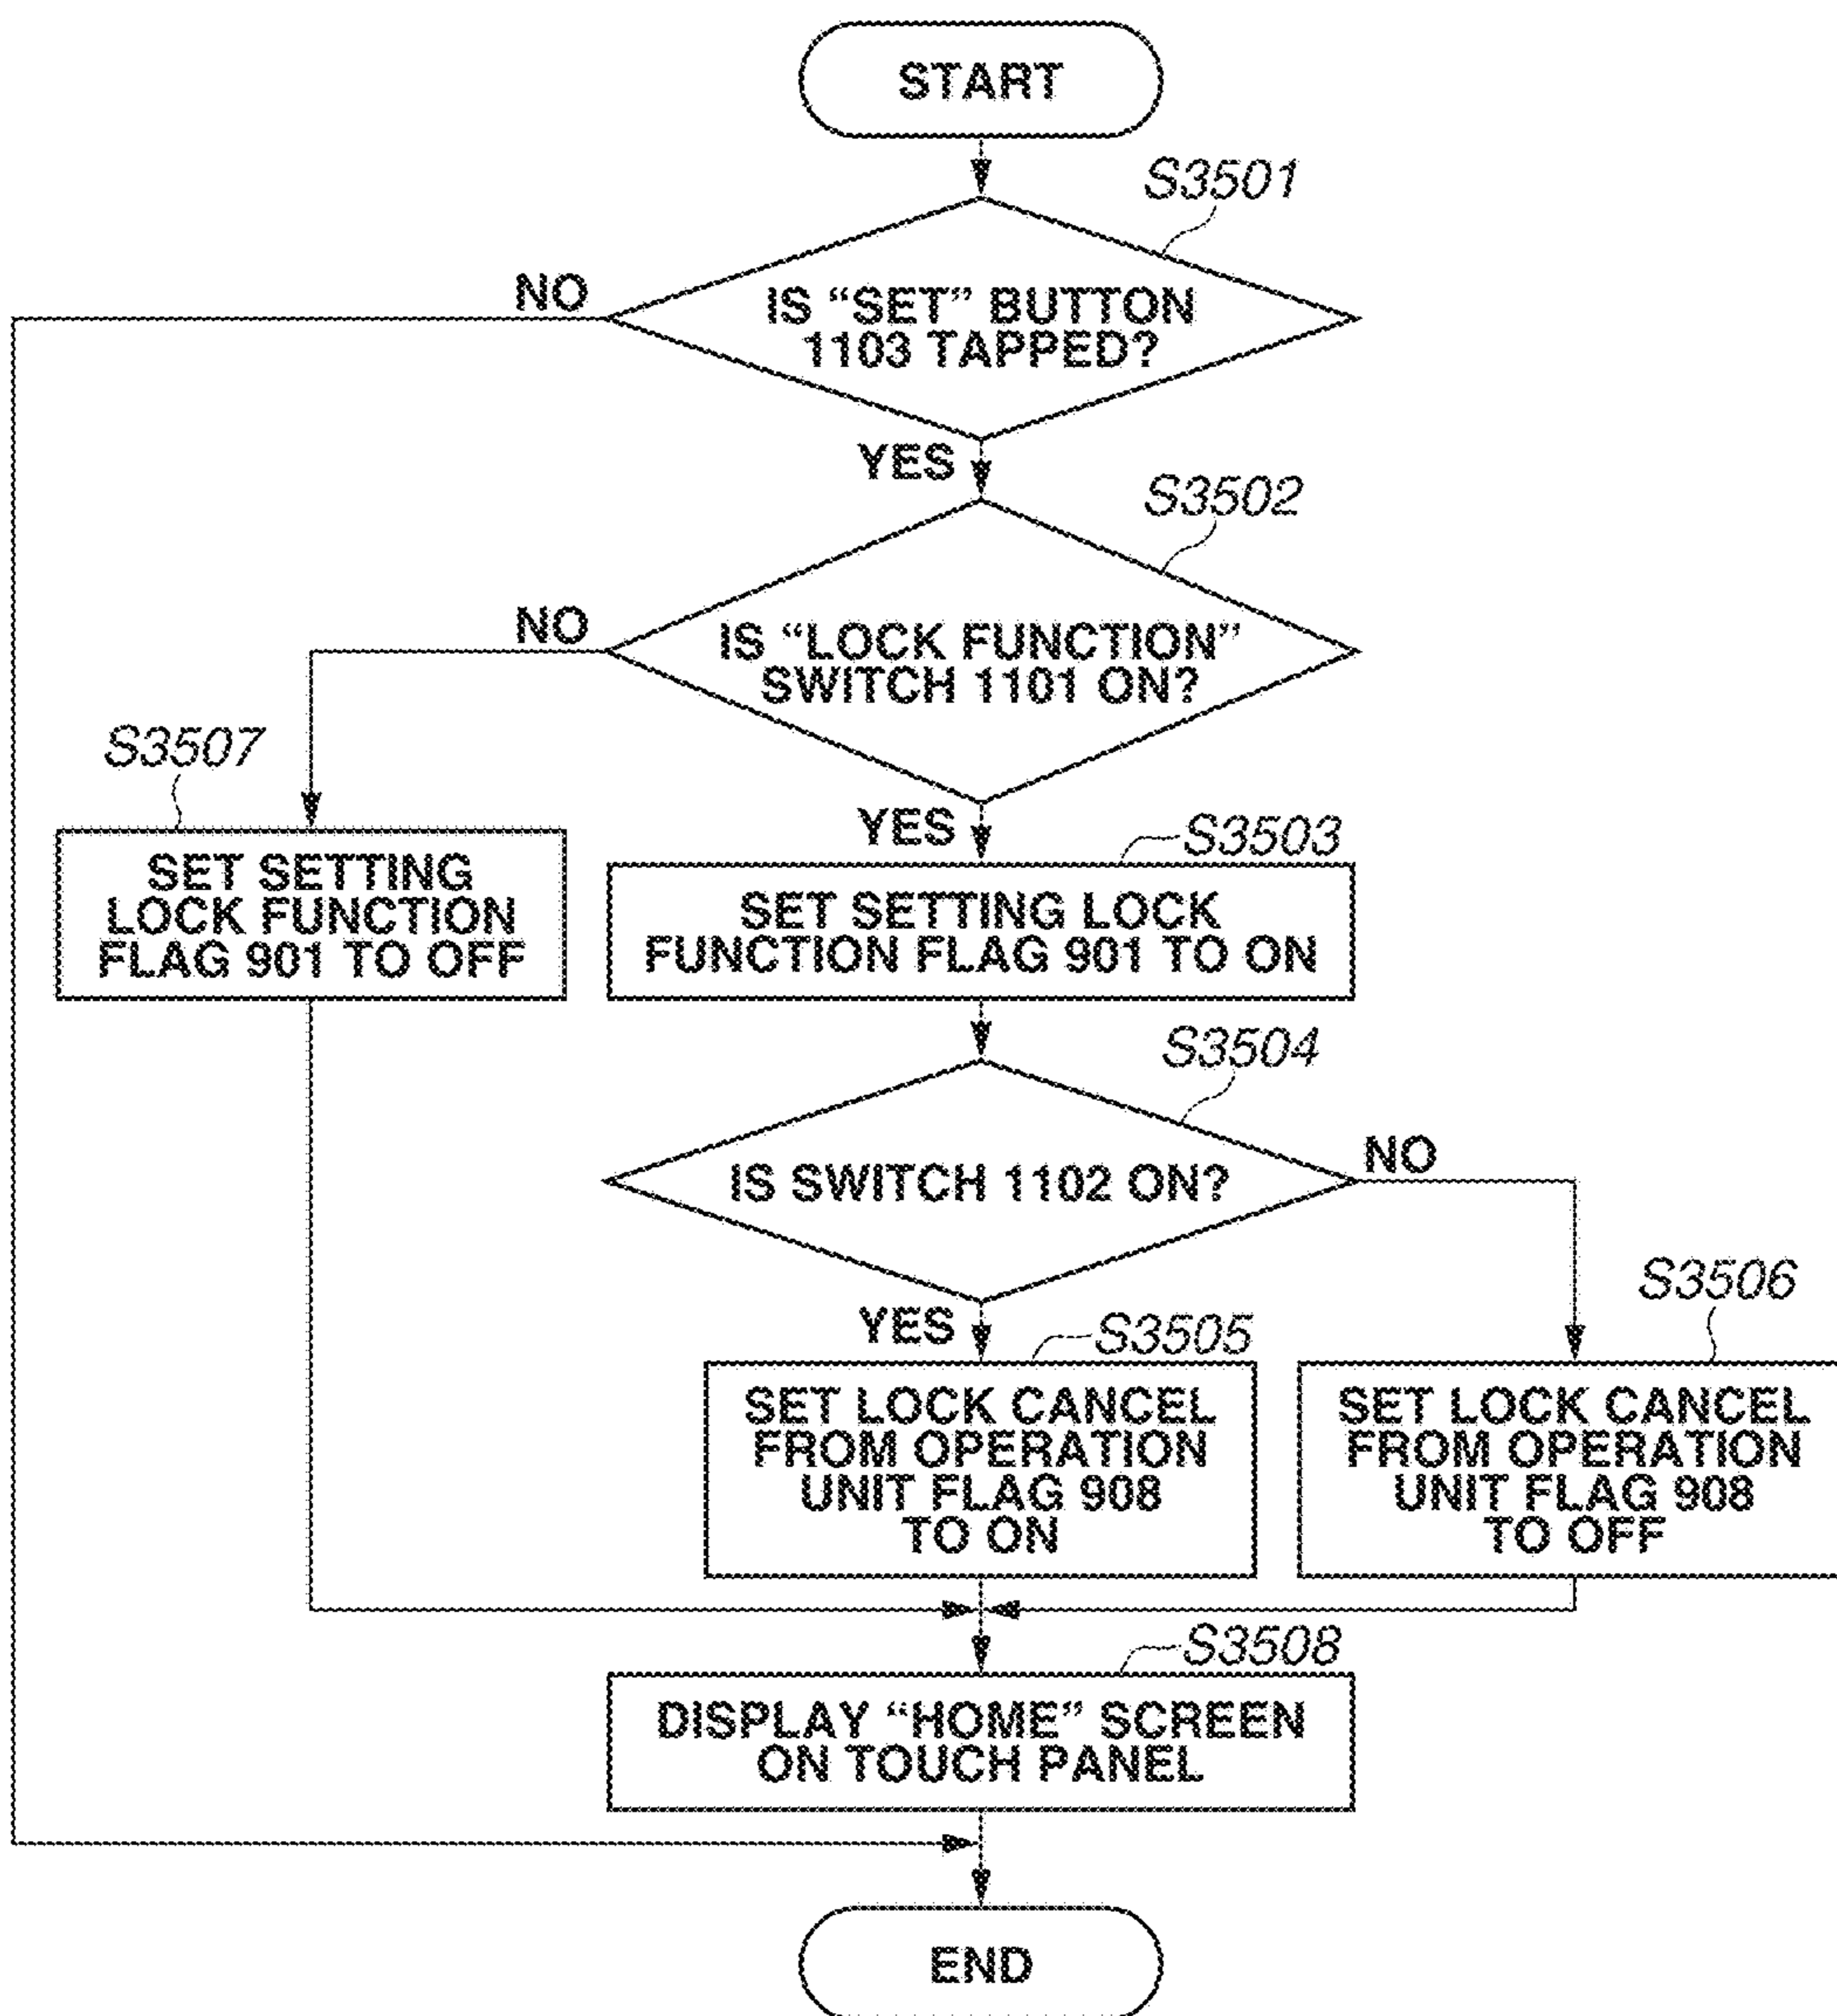 START
S3501
NO
IS “SET” BUTTON
1103 TAPPED?
YES
S3502
NO
IS “LOCK FUNCTION”
SWITCH 1101 ON?
S3507
YES
S3503
SET SETTING
LOCK FUNCTION
FLAG 901 TO OFF
SET SETTING LOCK
FUNCTION FLAG 901 TO ON
S3504
IS SWITCH 1102 ON?
NO
YES
S3505
S3506
SET LOCK CANCEL
FROM OPERATION
UNIT FLAG 908
TO ON
SET LOCK CANCEL
FROM OPERATION
UNIT FLAG 908
TO OFF
S3508
DISPLAY “HOME” SCREEN
ON TOUCH PANEL
END